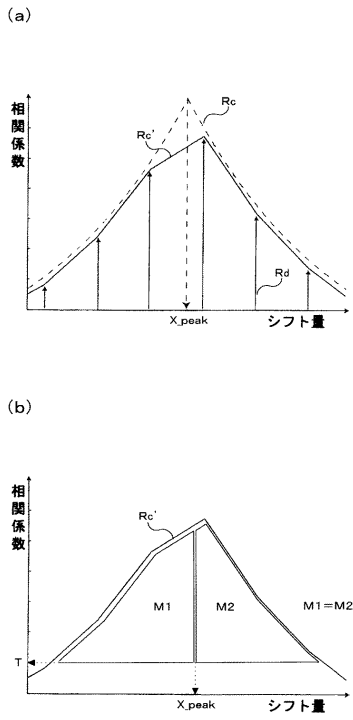 (a)
相関係数
Rc
Rc'
Rd
X_peak
シフト量
(b)
相関係数
Rc'
M1
M2
M1=M2
T
X_peak
シフト量